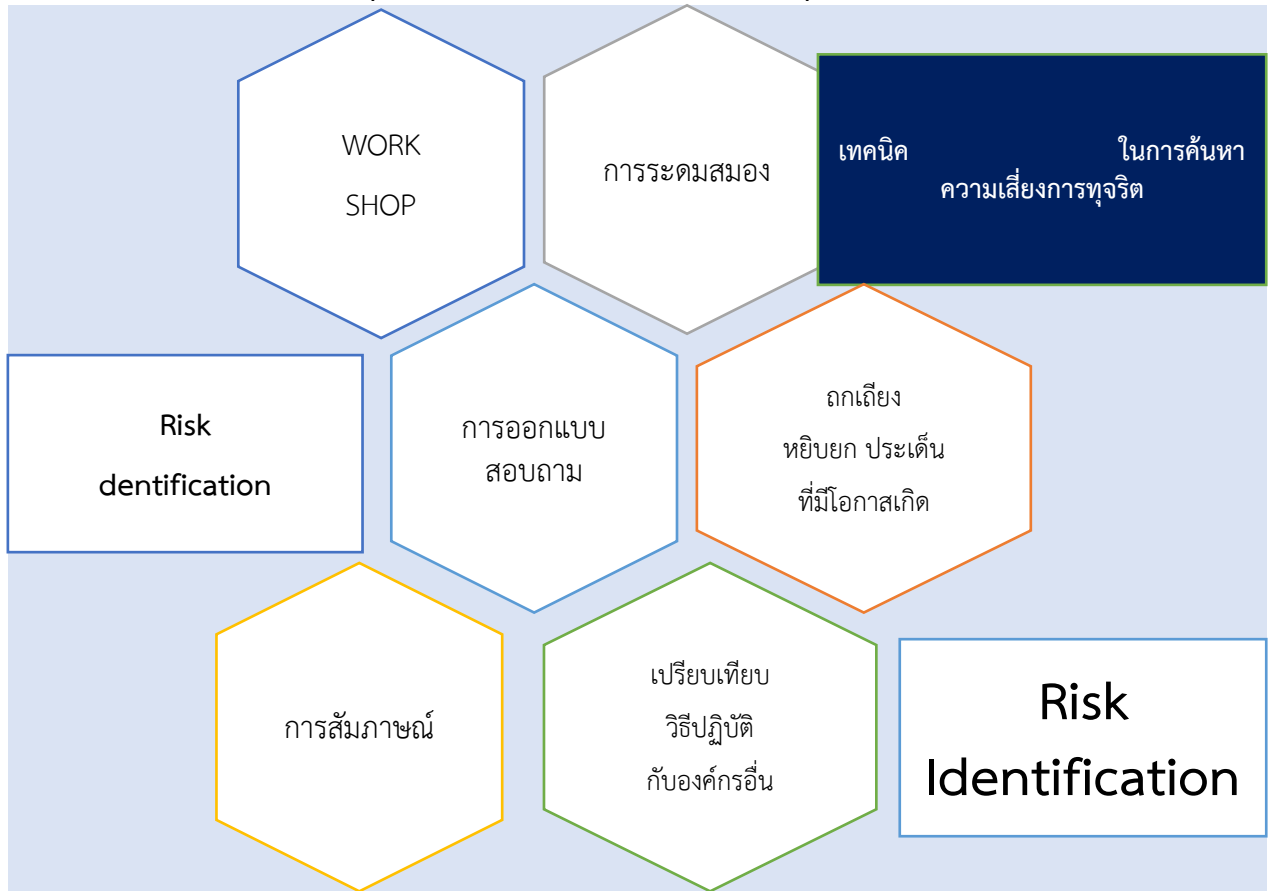 WORK
SHOP
การระดมสมอง
เทคนิค ในการค้นหา
ความเสี่ยงการทุจริต
Risk
dentification
การออกแบบ
สอบถาม
ถกเถียง
หยิบยก ประเด็น
ที่มีโอกาสเกิด
การสัมภาษณ์
เปรียบเทียบ
วิธีปฏิบัติ
กับองค์กรอื่น
Risk
Identification